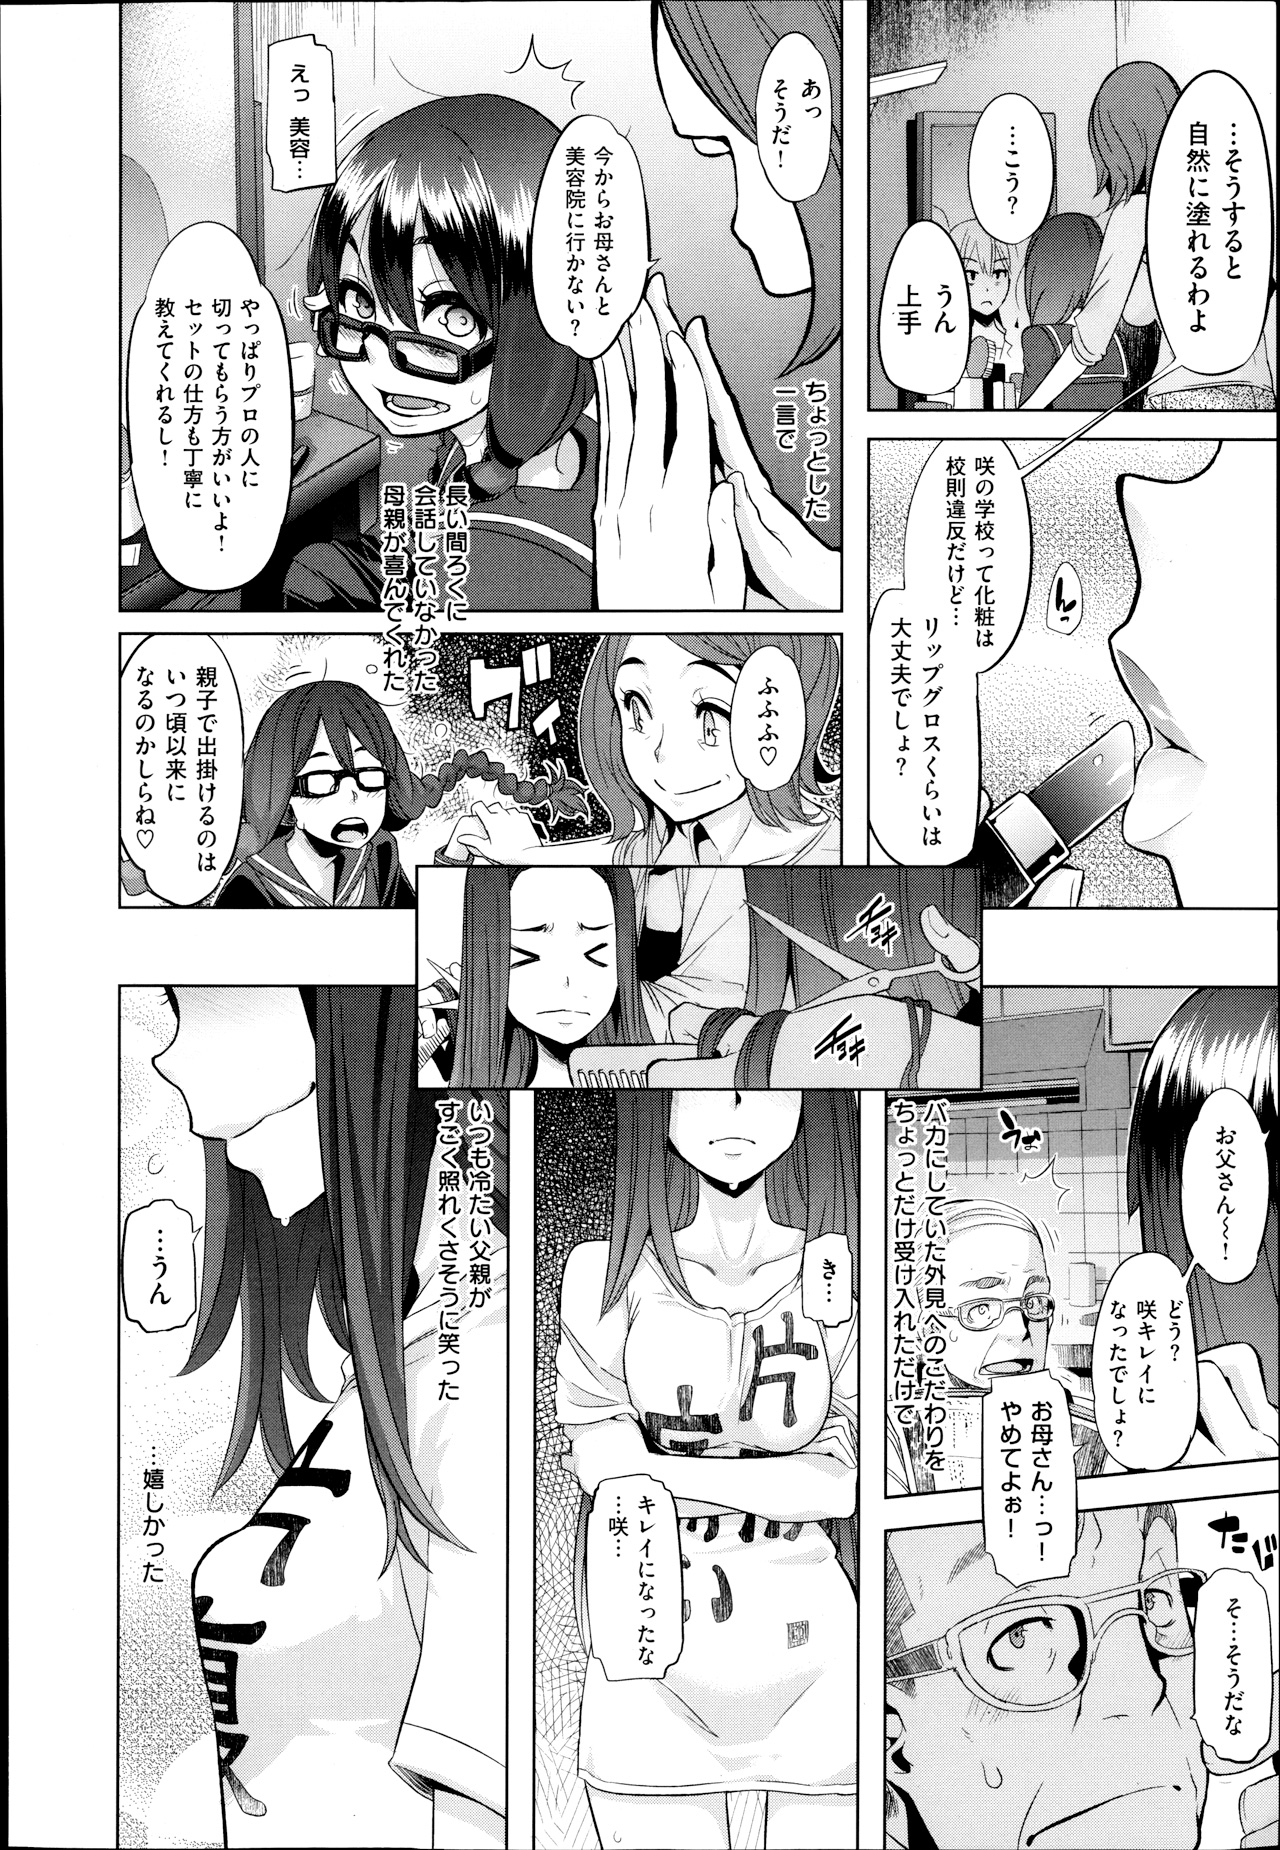 …そうすると
自然に塗れるわよ
…こう？
うん
上手
咲の学校って化粧は
校則違反だけど…
リップグロスくらいは
大丈夫でしょ？
んっ
あっ
そうだ！
今からお母さんと
美容院に行かない？
えっ 美容…
やっぱりプロの人に
切ってもらう方がいいよ！
セットの仕方も丁寧に
教えてくれるし！
ちょっとした
一言で
長い間ろくに
会話していなかった
母親が喜んでくれた
ふふふ♡
グイ
親子で出掛けるのは
いつ頃以来に
なるのかしらね♡
チョキ
チョキ
お父さん〜！
どう？
咲キレイに
なったでしょ？
うな
お母さん…っ！
やめてよぉ！
バカにしていた外見へのこだわりを
ちょっとだけ受け入れただけで
そ…そうだな
き…
キレイになったな
…咲…
いつも冷たい父親が
すごく照れくさそうに笑った
…うん
…嬉しかった